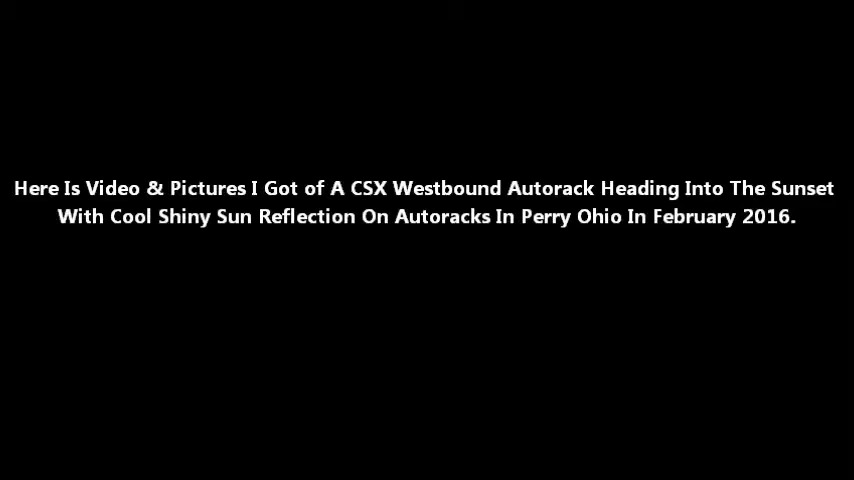 Here Is Video & Pictures I Got of A CSX Westbound Autorack Heading Into The Sunset
With Cool Shiny Sun Reflection On Autoracks In Perry Ohio In February 2016.